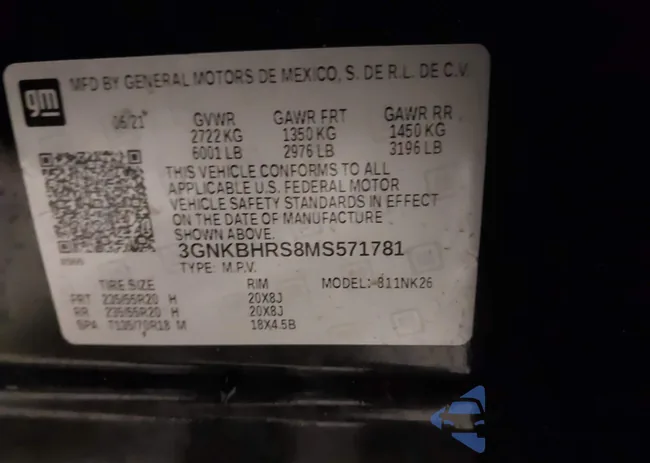 gm
MFD BY GENERAL MOTORS DE MEXICO, S. DE R.L. DE C.V.
06/21 GVWR GAWR FRT GAWR RR
2722 KG 1350 KG 1450 KG
6001 LB 2976 LB 3196 LB
THIS VEHICLE CONFORMS TO ALL
APPLICABLE U.S. FEDERAL MOTOR
VEHICLE SAFETY STANDARDS IN EFFECT
ON THE DATE OF MANUFACTURE
SHOWN ABOVE.
3GNKBHRS8MS571781
TYPE: M.P.V.
TIRE SIZE RIM MODEL: 811NK26
FRT 235/55R20 H 20X8J
RR 235/55R20 H 20X8J
SPA T135/70R18 M 18X4.5B